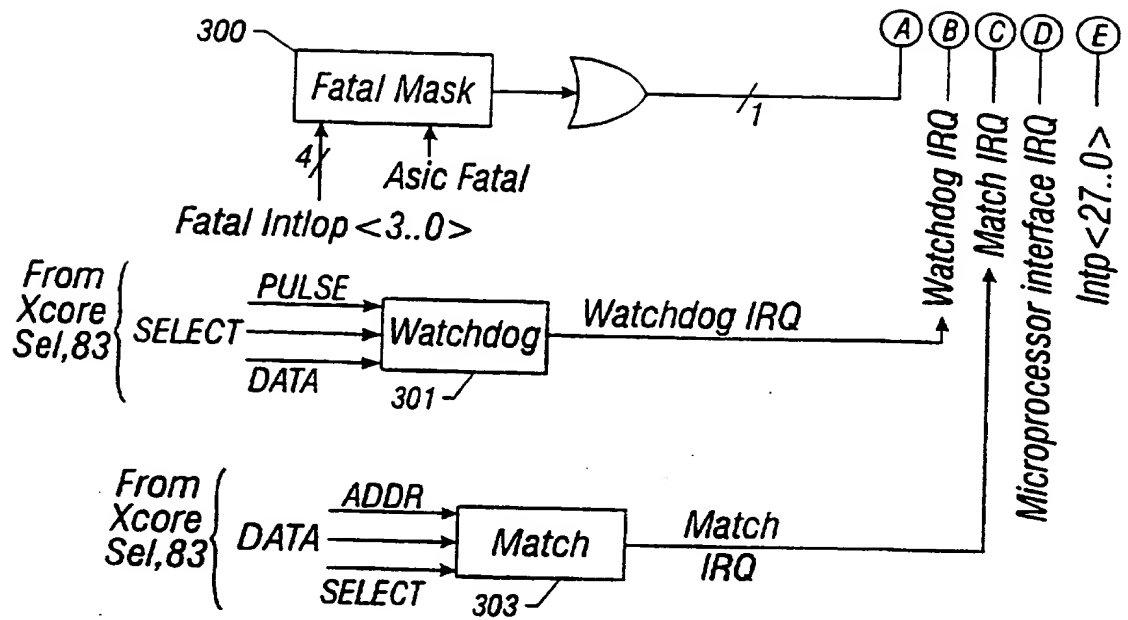 300
Fatal Mask
4
Asic Fatal
Fatal Intlop <3..0>
1
A B C D E
Watchdog IRQ
Match IRQ
Microprocessor interface IRQ
Intp<27..0>
From
Xcore
Sel,83
PULSE
SELECT
DATA
Watchdog
301
Watchdog IRQ
From
Xcore
Sel,83
ADDR
DATA
SELECT
Match
303
Match
IRQ